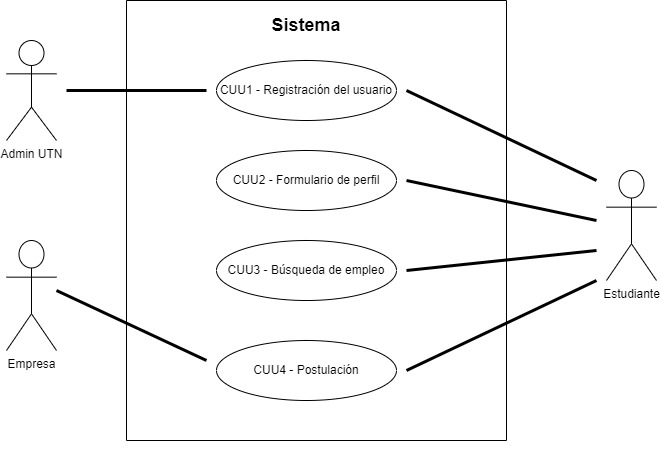 Sistema
CUU1 - Registración del usuario
Admin UTN
CUU2 - Formulario de perfil
CUU3 - Búsqueda de empleo
Estudiante
Empresa
CUU4 - Postulación